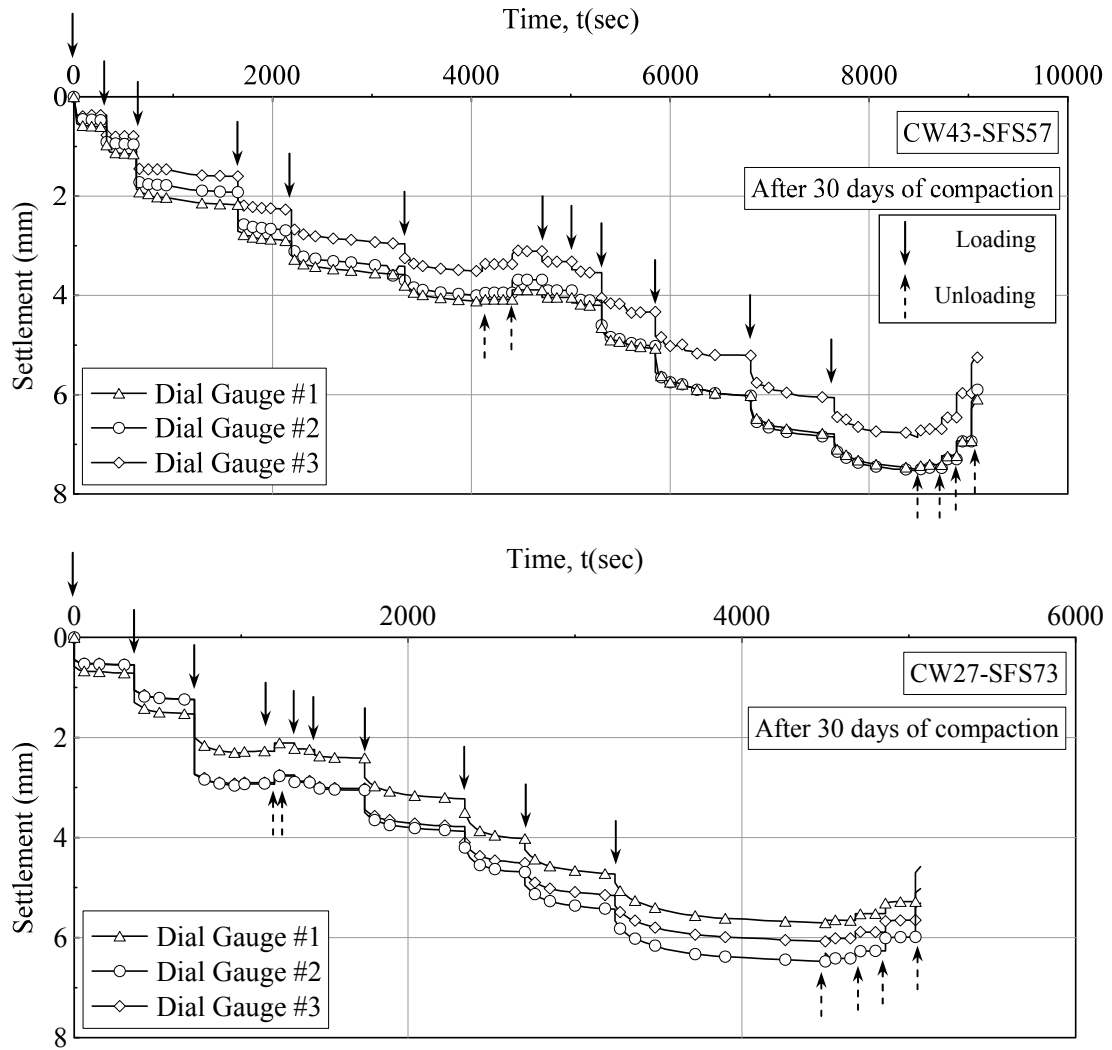 Time, t(sec)
0 2000 4000 6000 8000 10000
0
2
4
6
8
Settlement (mm)
CW43-SFS57
After 30 days of compaction
Loading
Unloading
Dial Gauge #1
Dial Gauge #2
Dial Gauge #3
Time, t(sec)
0 2000 4000 6000
0
2
4
6
8
Settlement (mm)
CW27-SFS73
After 30 days of compaction
Dial Gauge #1
Dial Gauge #2
Dial Gauge #3